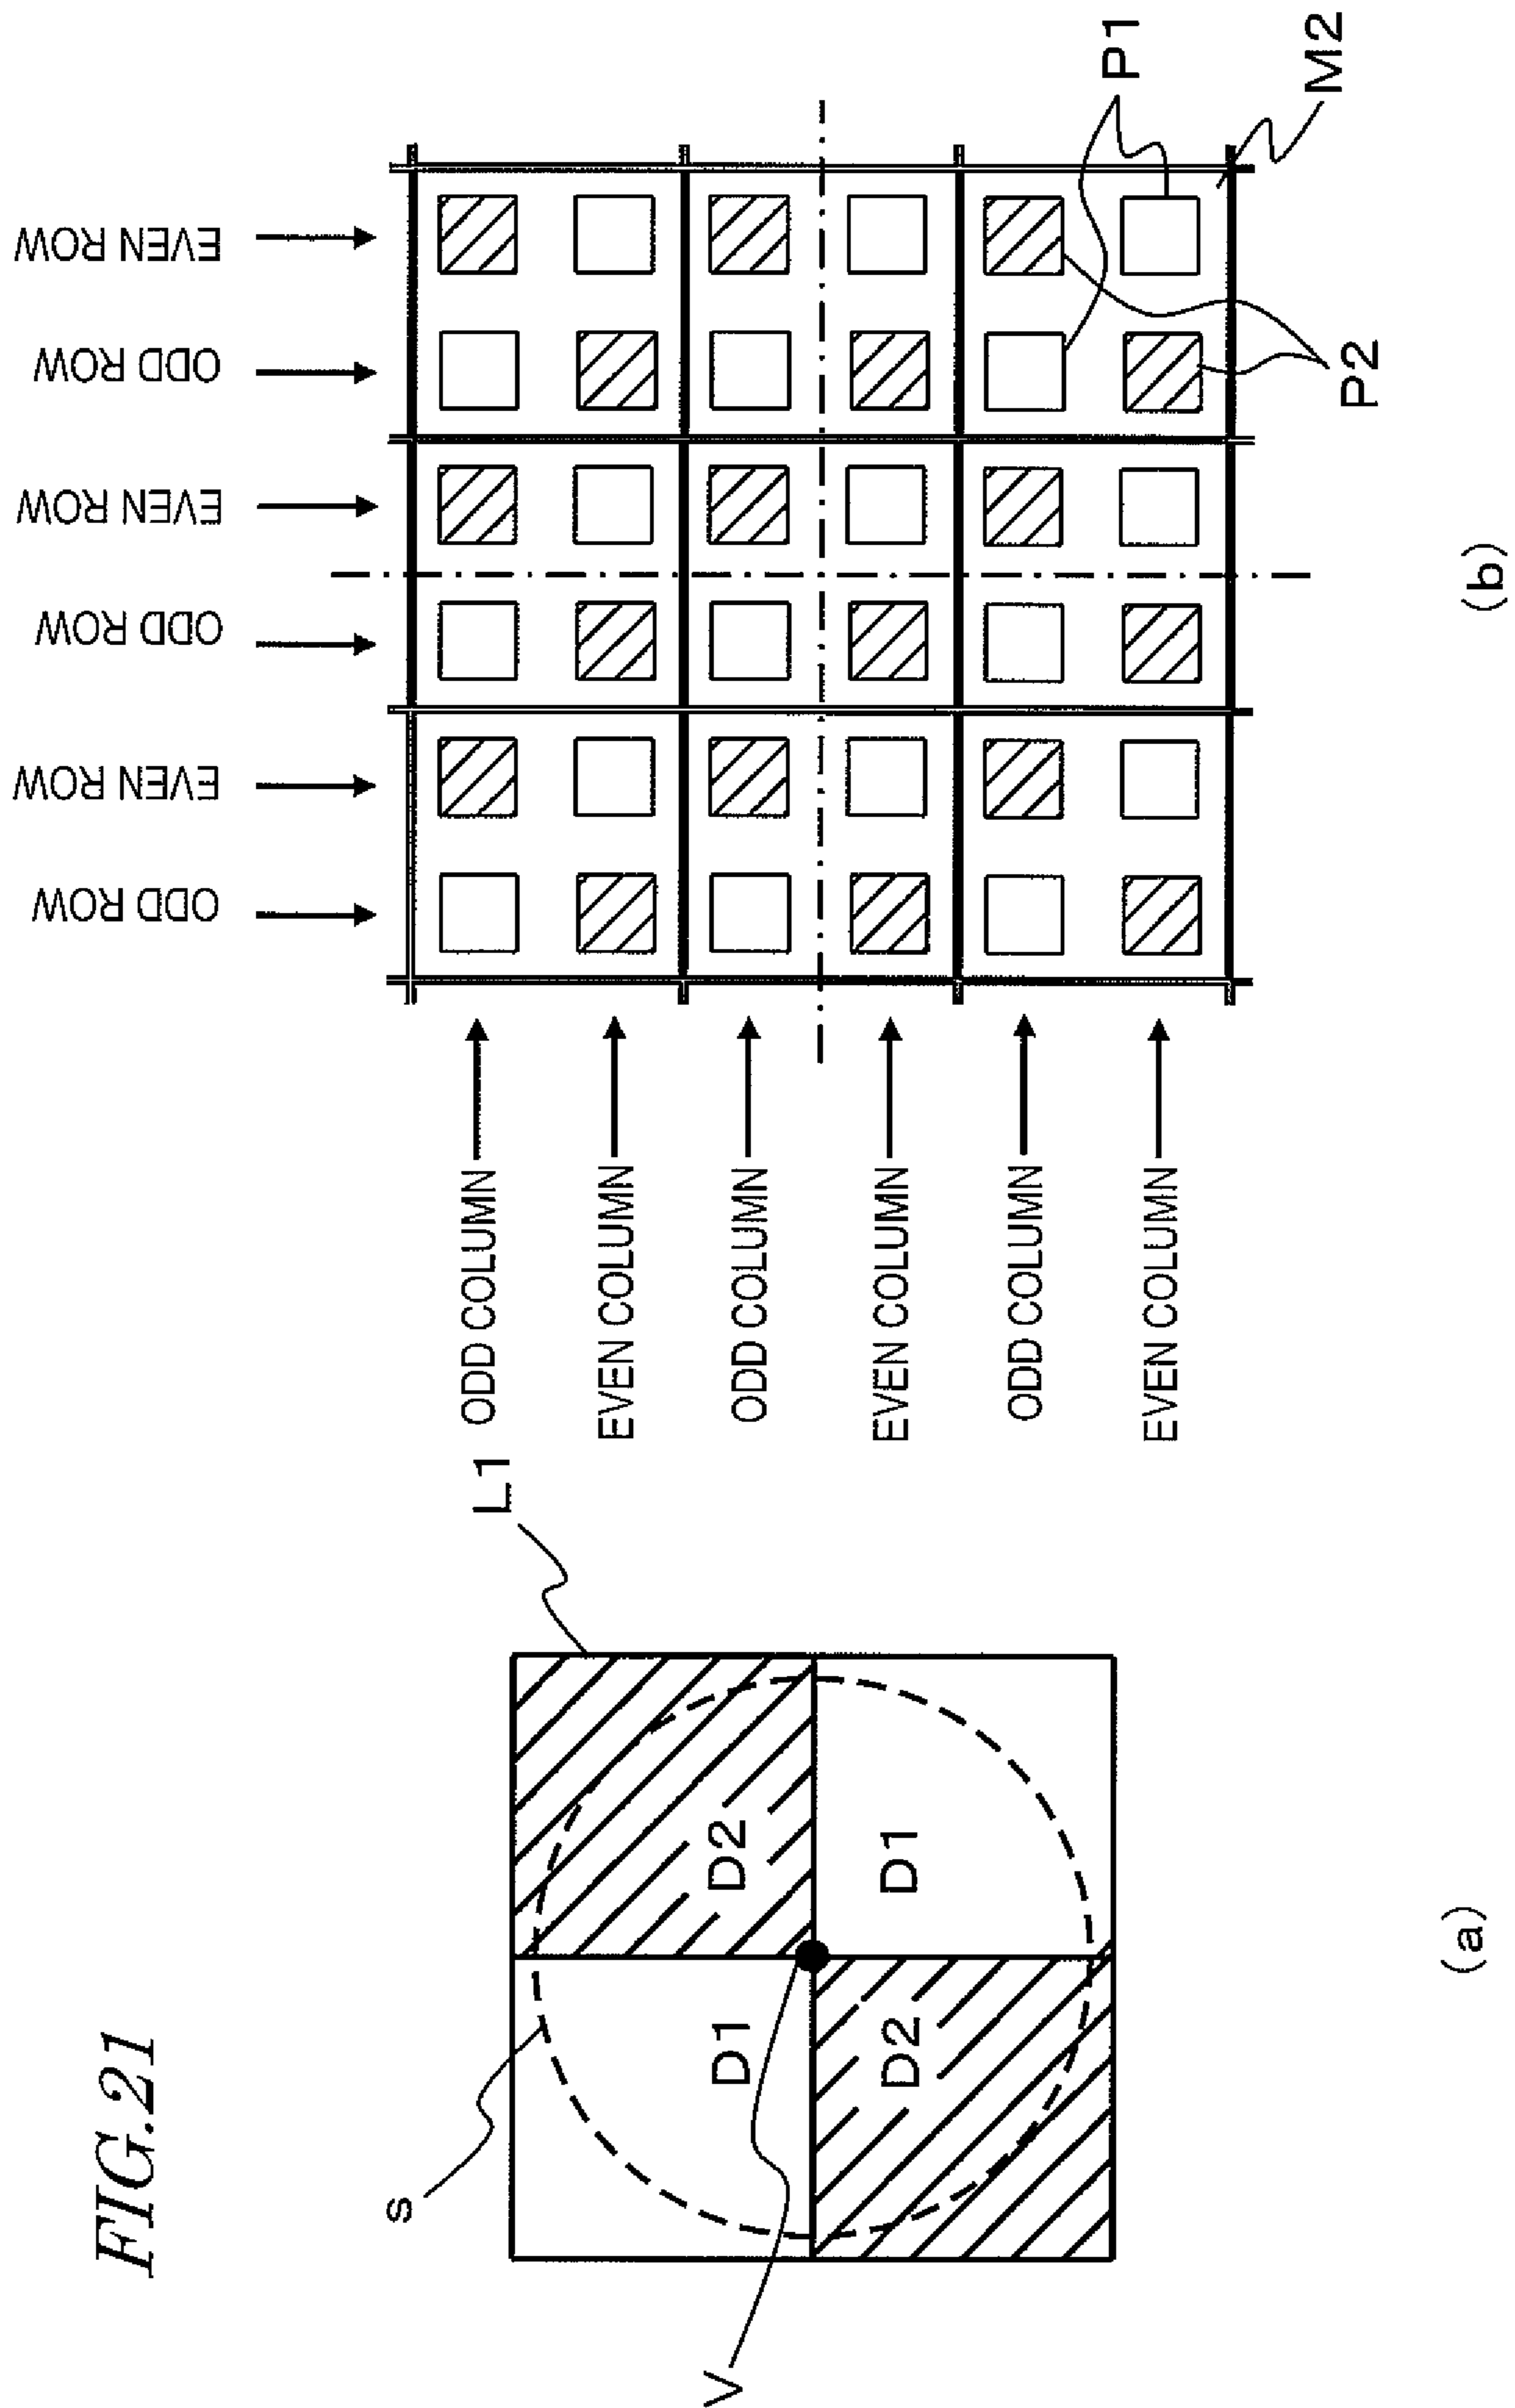 FIG.21
s
V
L1
D1
D2
D2
D1
(a)
ODD COLUMN
EVEN COLUMN
ODD COLUMN
EVEN COLUMN
ODD COLUMN
EVEN COLUMN
ODD ROW
EVEN ROW
ODD ROW
EVEN ROW
ODD ROW
EVEN ROW
P1
M2
P2
(b)